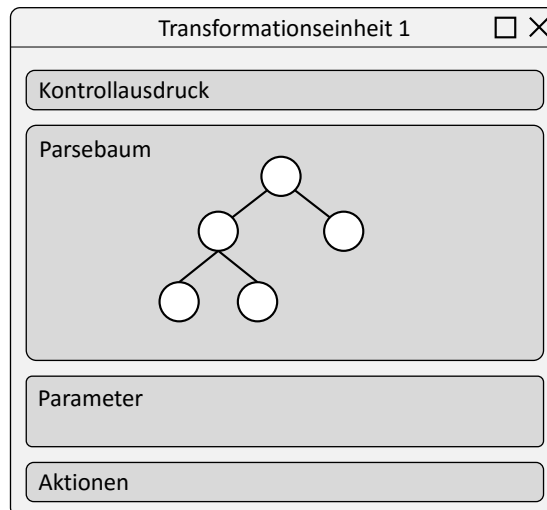 Transformationseinheit 1
Kontrollausdruck
Parsebaum
Parameter
Aktionen